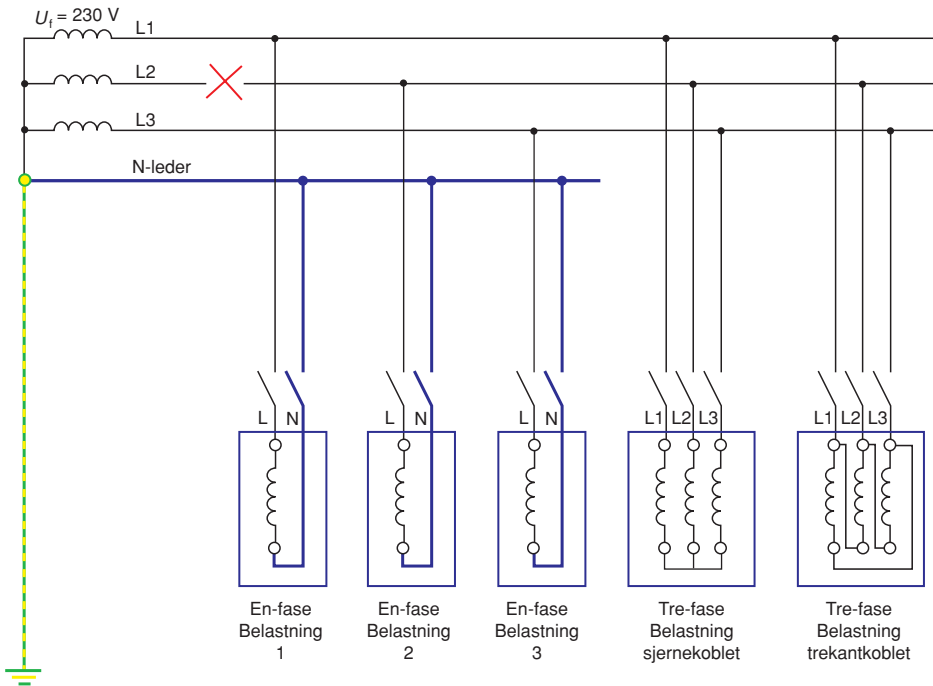 Uf = 230 V
L1
L2
L3
N-leder
L N
L N
L N
L1 L2 L3
L1 L2 L3
En-fase
Belastning
1
En-fase
Belastning
2
En-fase
Belastning
3
Tre-fase
Belastning
sjernekoblet
Tre-fase
Belastning
trekantkoblet